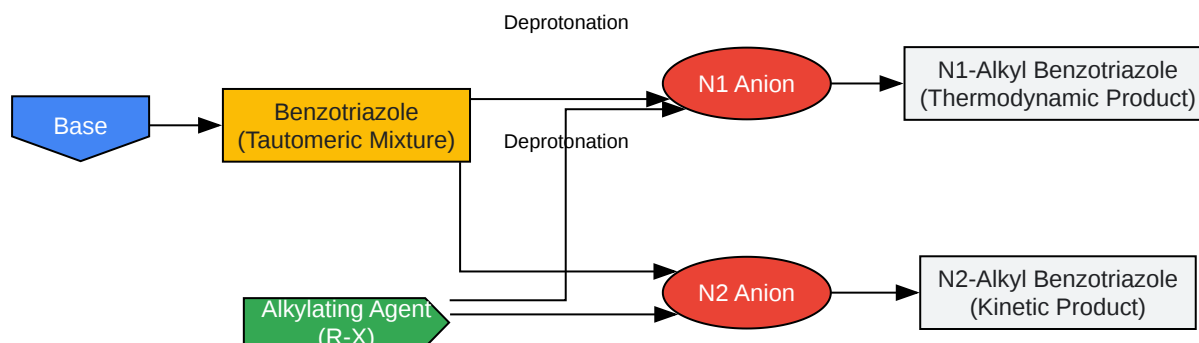 Deprotonation
N1 Anion
N1-Alkyl Benzotriazole
(Thermodynamic Product)
Base
Benzotriazole
(Tautomeric Mixture)
Deprotonation
N2 Anion
N2-Alkyl Benzotriazole
(Kinetic Product)
Alkylating Agent
(R-X)